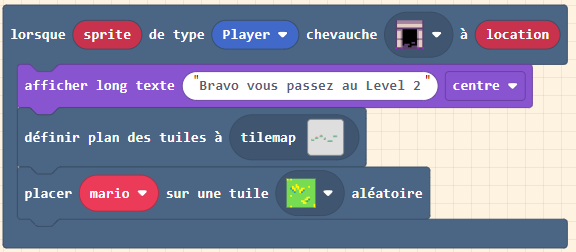 lorsque sprite de type Player chevauche à location
afficher long texte "Bravo vous passez au Level 2" centre
définir plan des tuiles à tilemap
placer mario sur une tuile aléatoire